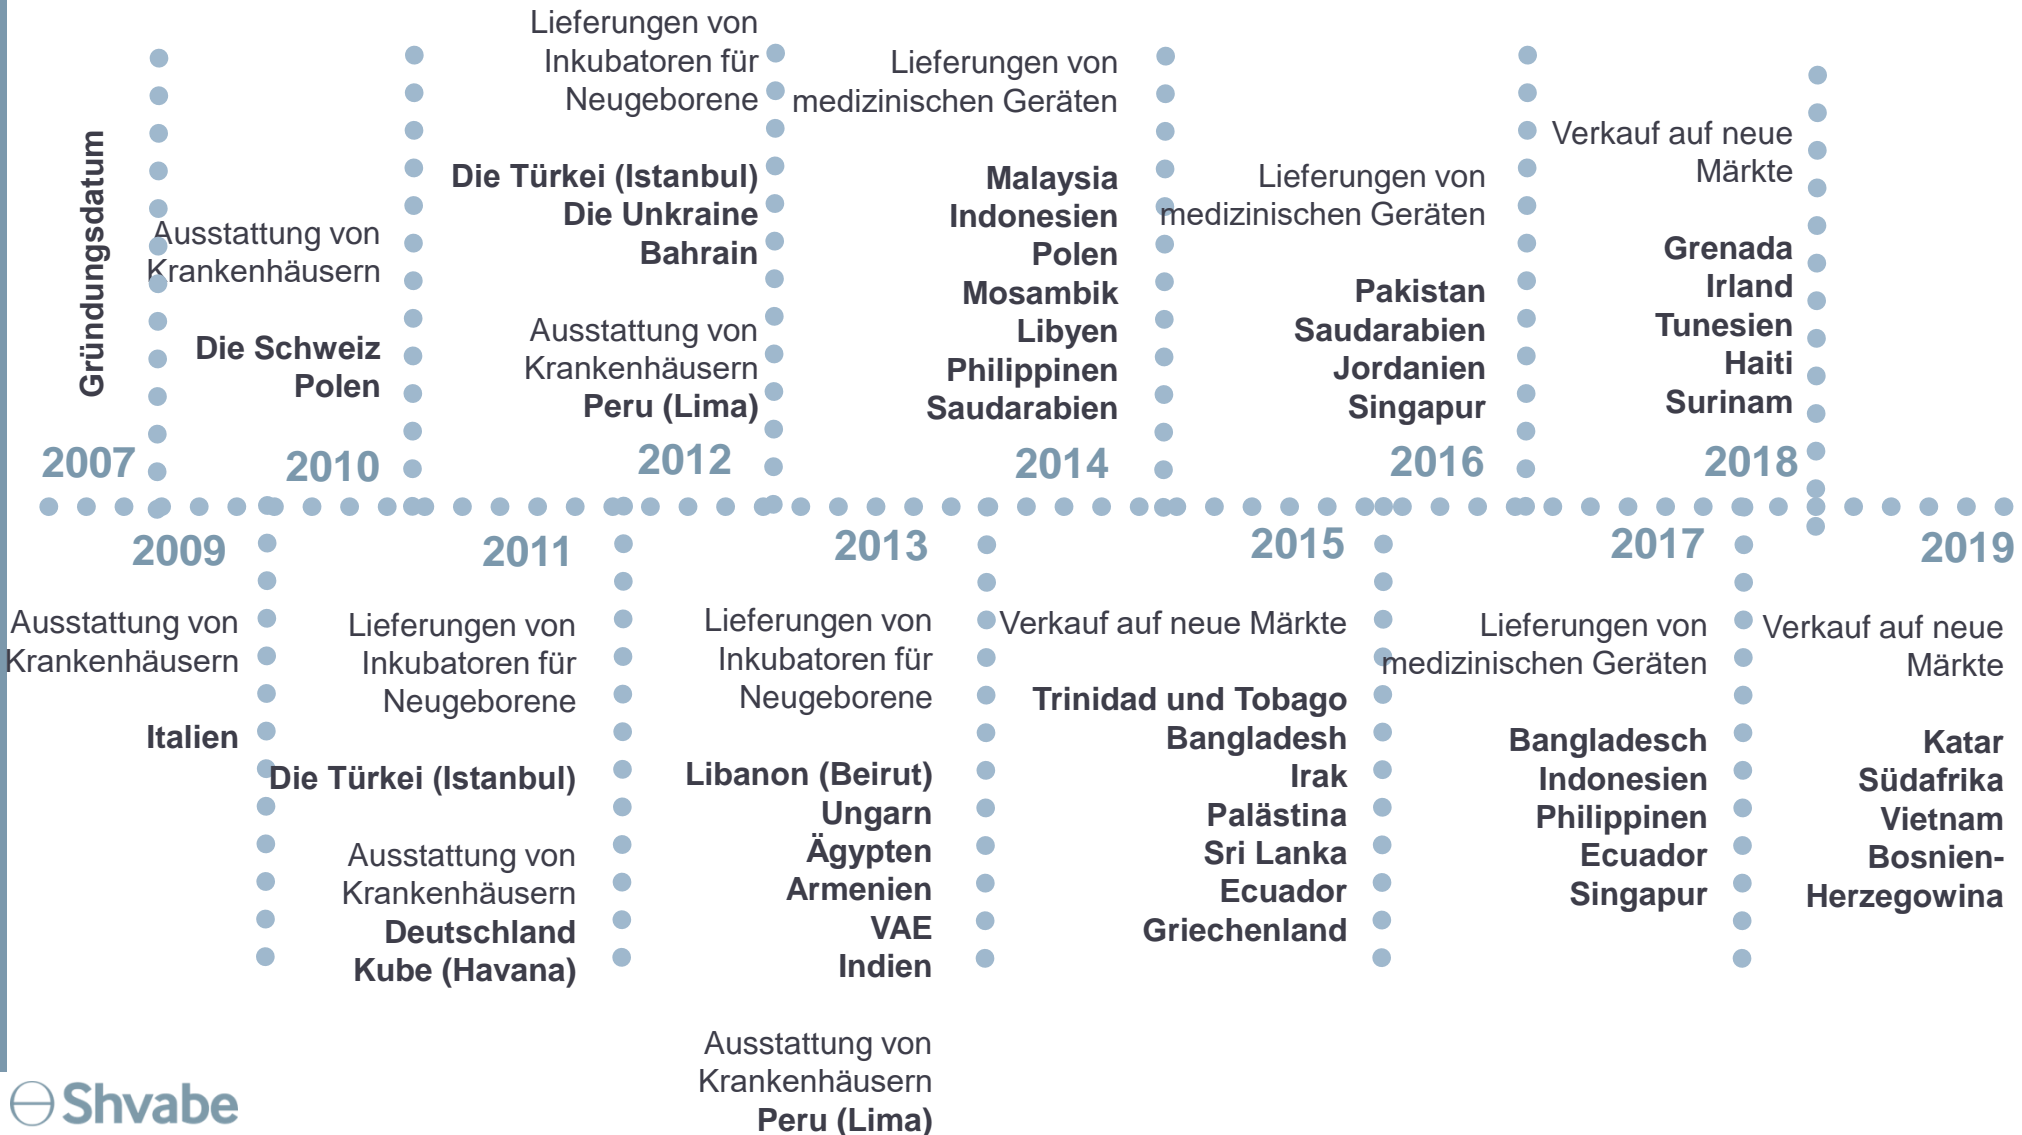 Gründungsdatum
2007
Ausstattung von
Krankenhäusern
Die Schweiz
Polen
2010
Lieferungen von
Inkubatoren für
Neugeborene
Die Türkei (Istanbul)
Die Unkraine
Bahrain
Ausstattung von
Krankenhäusern
Peru (Lima)
2012
Lieferungen von
medizinischen Geräten
Malaysia
Indonesien
Polen
Mosambik
Libyen
Philippinen
Saudarabien
2014
Lieferungen von
medizinischen Geräten
Pakistan
Saudarabien
Jordanien
Singapur
2016
Verkauf auf neue
Märkte
Grenada
Irland
Tunesien
Haiti
Surinam
2018
2009
Ausstattung von
Krankenhäusern
Italien
2011
Lieferungen von
Inkubatoren für
Neugeborene
Die Türkei (Istanbul)
Ausstattung von
Krankenhäusern
Deutschland
Kube (Havana)
2013
Lieferungen von
Inkubatoren für
Neugeborene
Libanon (Beirut)
Ungarn
Ägypten
Armenien
VAE
Indien
Ausstattung von
Krankenhäusern
Peru (Lima)
2015
Verkauf auf neue Märkte
Trinidad und Tobago
Bangladesh
Irak
Palästina
Sri Lanka
Ecuador
Griechenland
2017
Lieferungen von
medizinischen Geräten
Bangladesch
Indonesien
Philippinen
Ecuador
Singapur
2019
Verkauf auf neue
Märkte
Katar
Südafrika
Vietnam
Bosnien-
Herzegowina
Shvabe